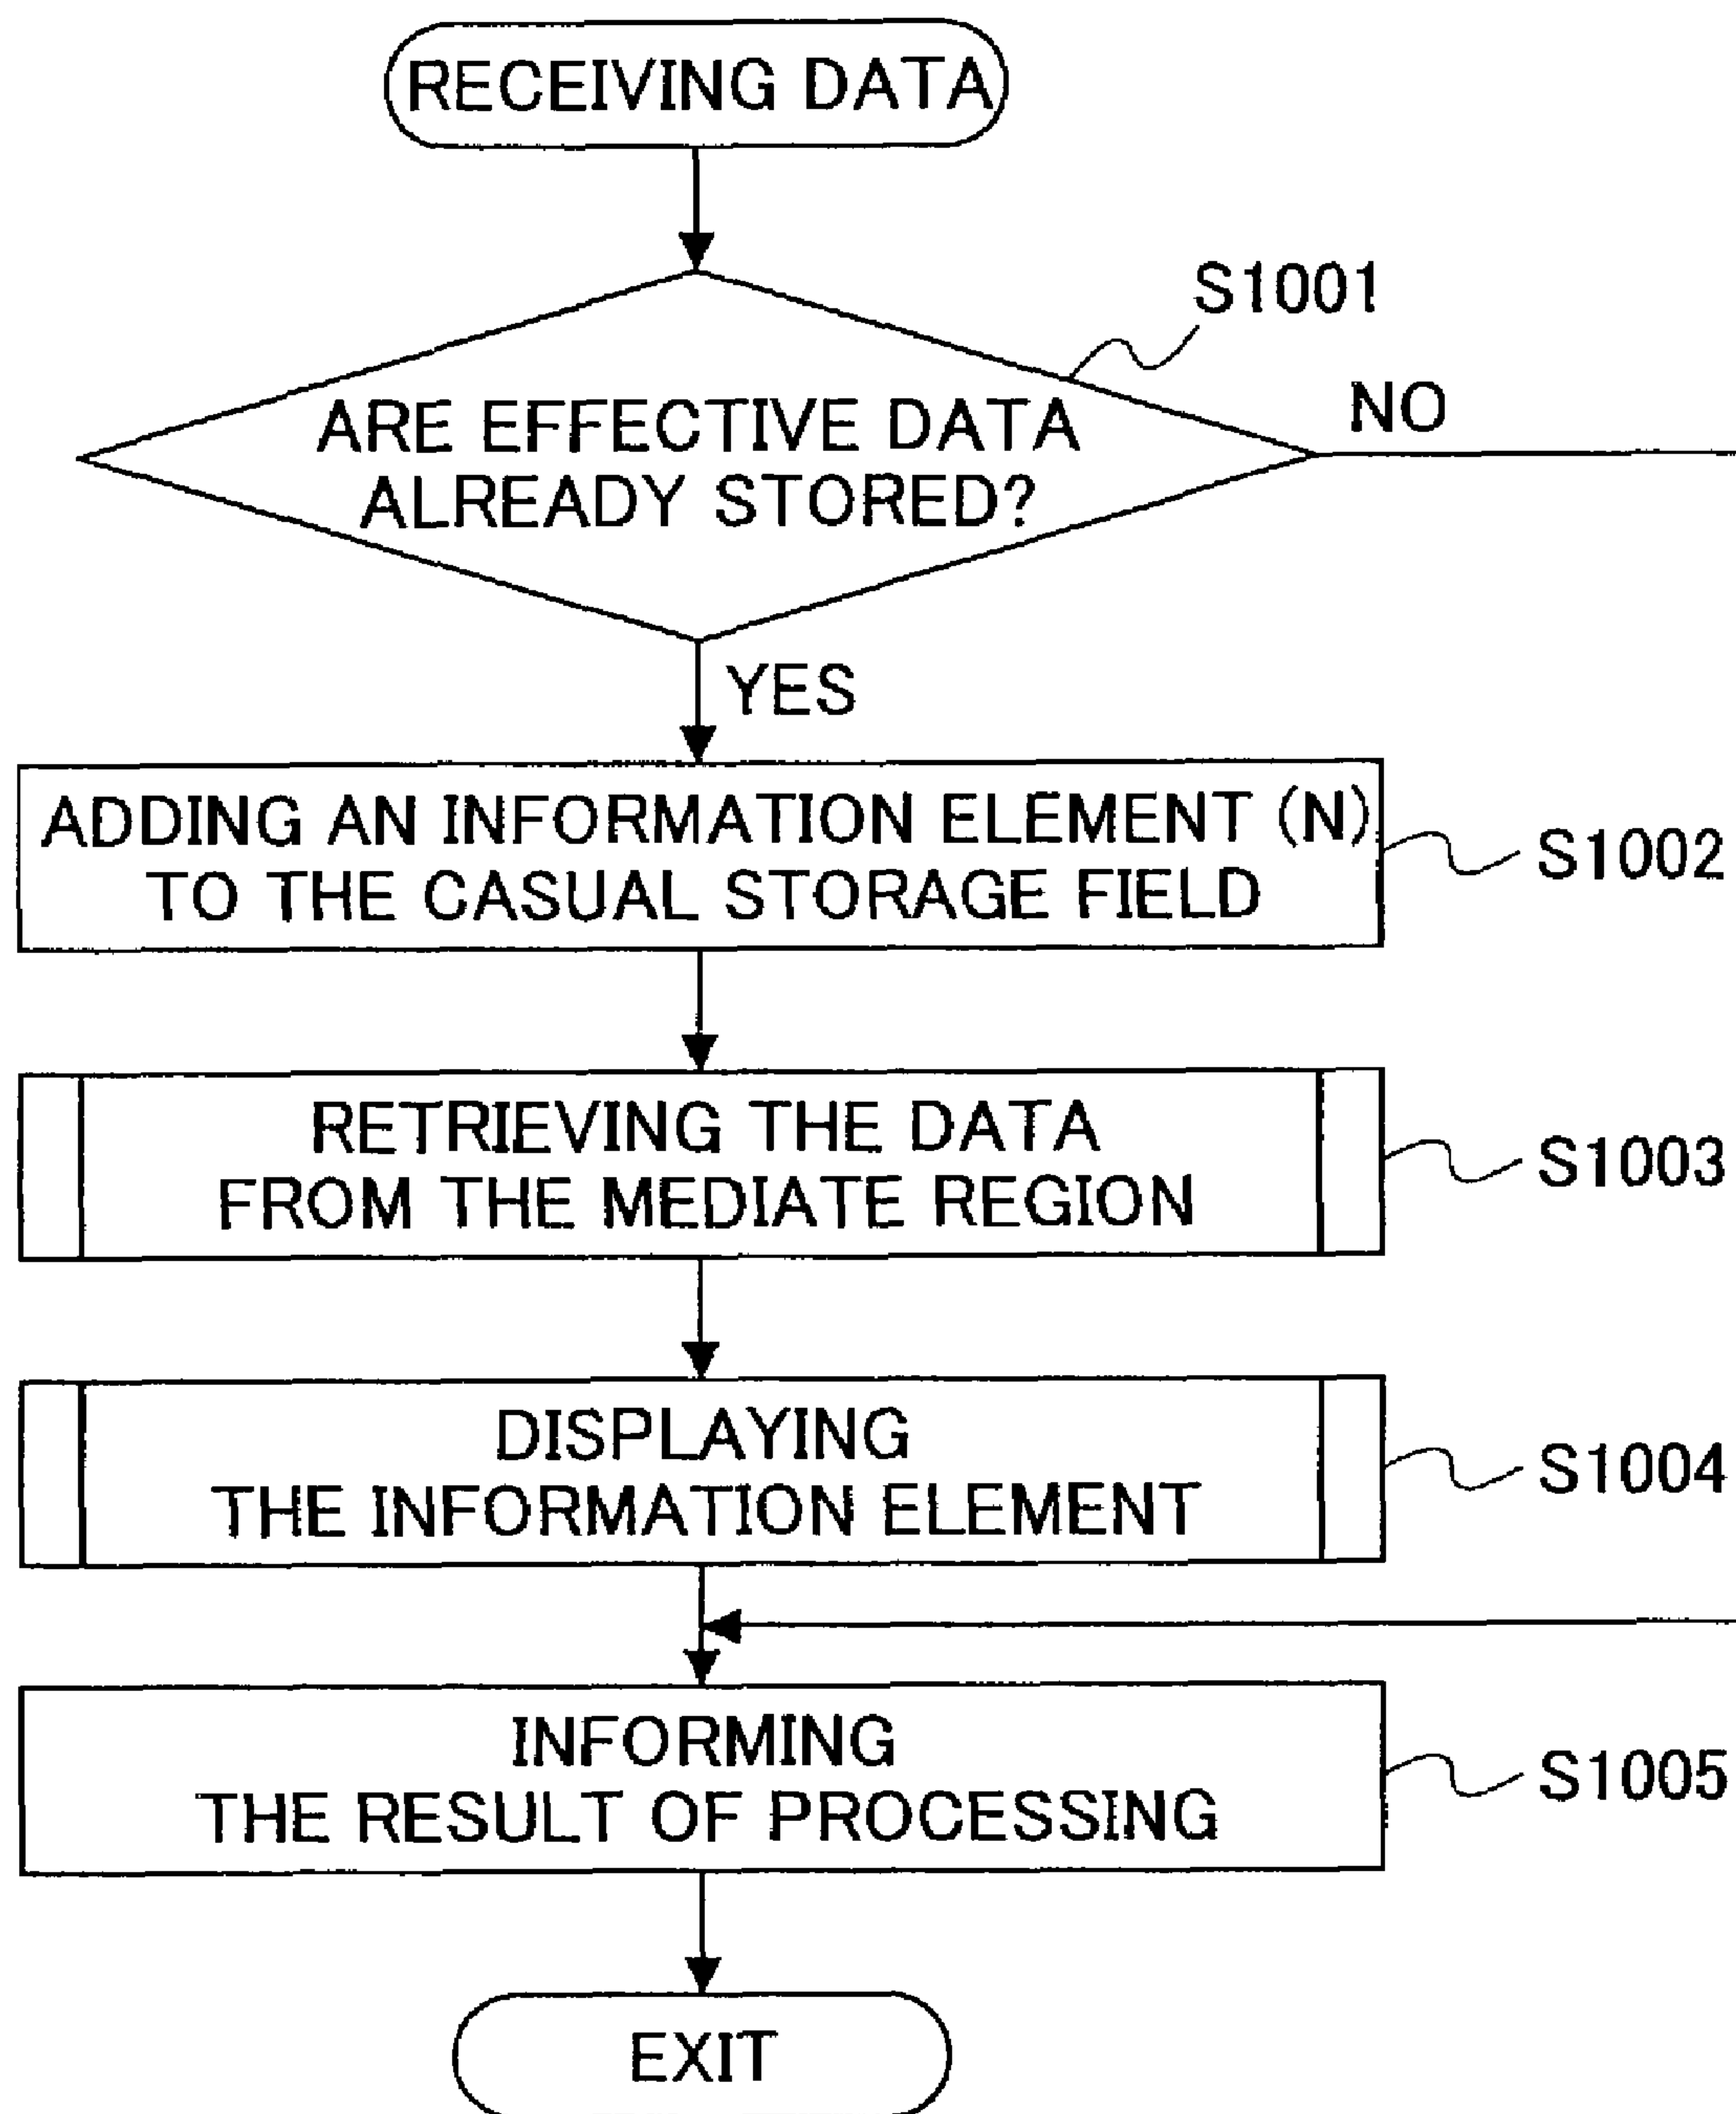 RECEIVING DATA
S1001
ARE EFFECTIVE DATA
ALREADY STORED?
NO
YES
ADDING AN INFORMATION ELEMENT (N)
TO THE CASUAL STORAGE FIELD
S1002
RETRIEVING THE DATA
FROM THE MEDIATE REGION
S1003
DISPLAYING
THE INFORMATION ELEMENT
S1004
INFORMING
THE RESULT OF PROCESSING
S1005
EXIT